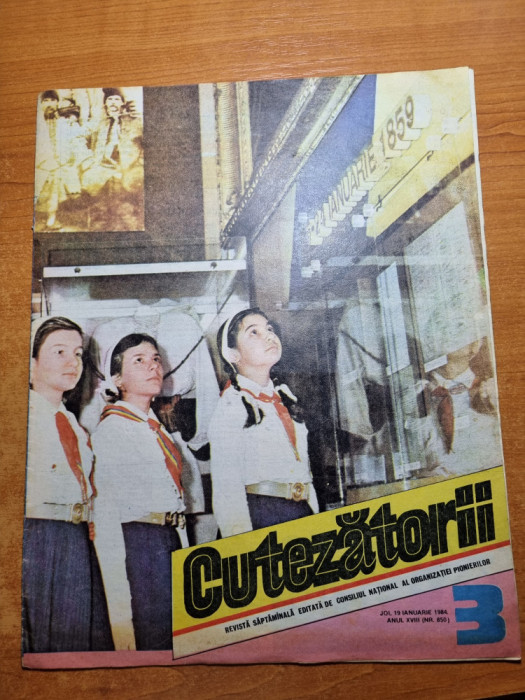 24 IANUARIE 1859
Cutezătorii
REVISTĂ SĂPTĂMÎNALĂ EDITATĂ DE CONSILIUL NAȚIONAL AL ORGANIZAȚIEI PIONIERILOR
JOI, 19 IANUARIE 1984,
ANUL XVIII (NR. 850)
3